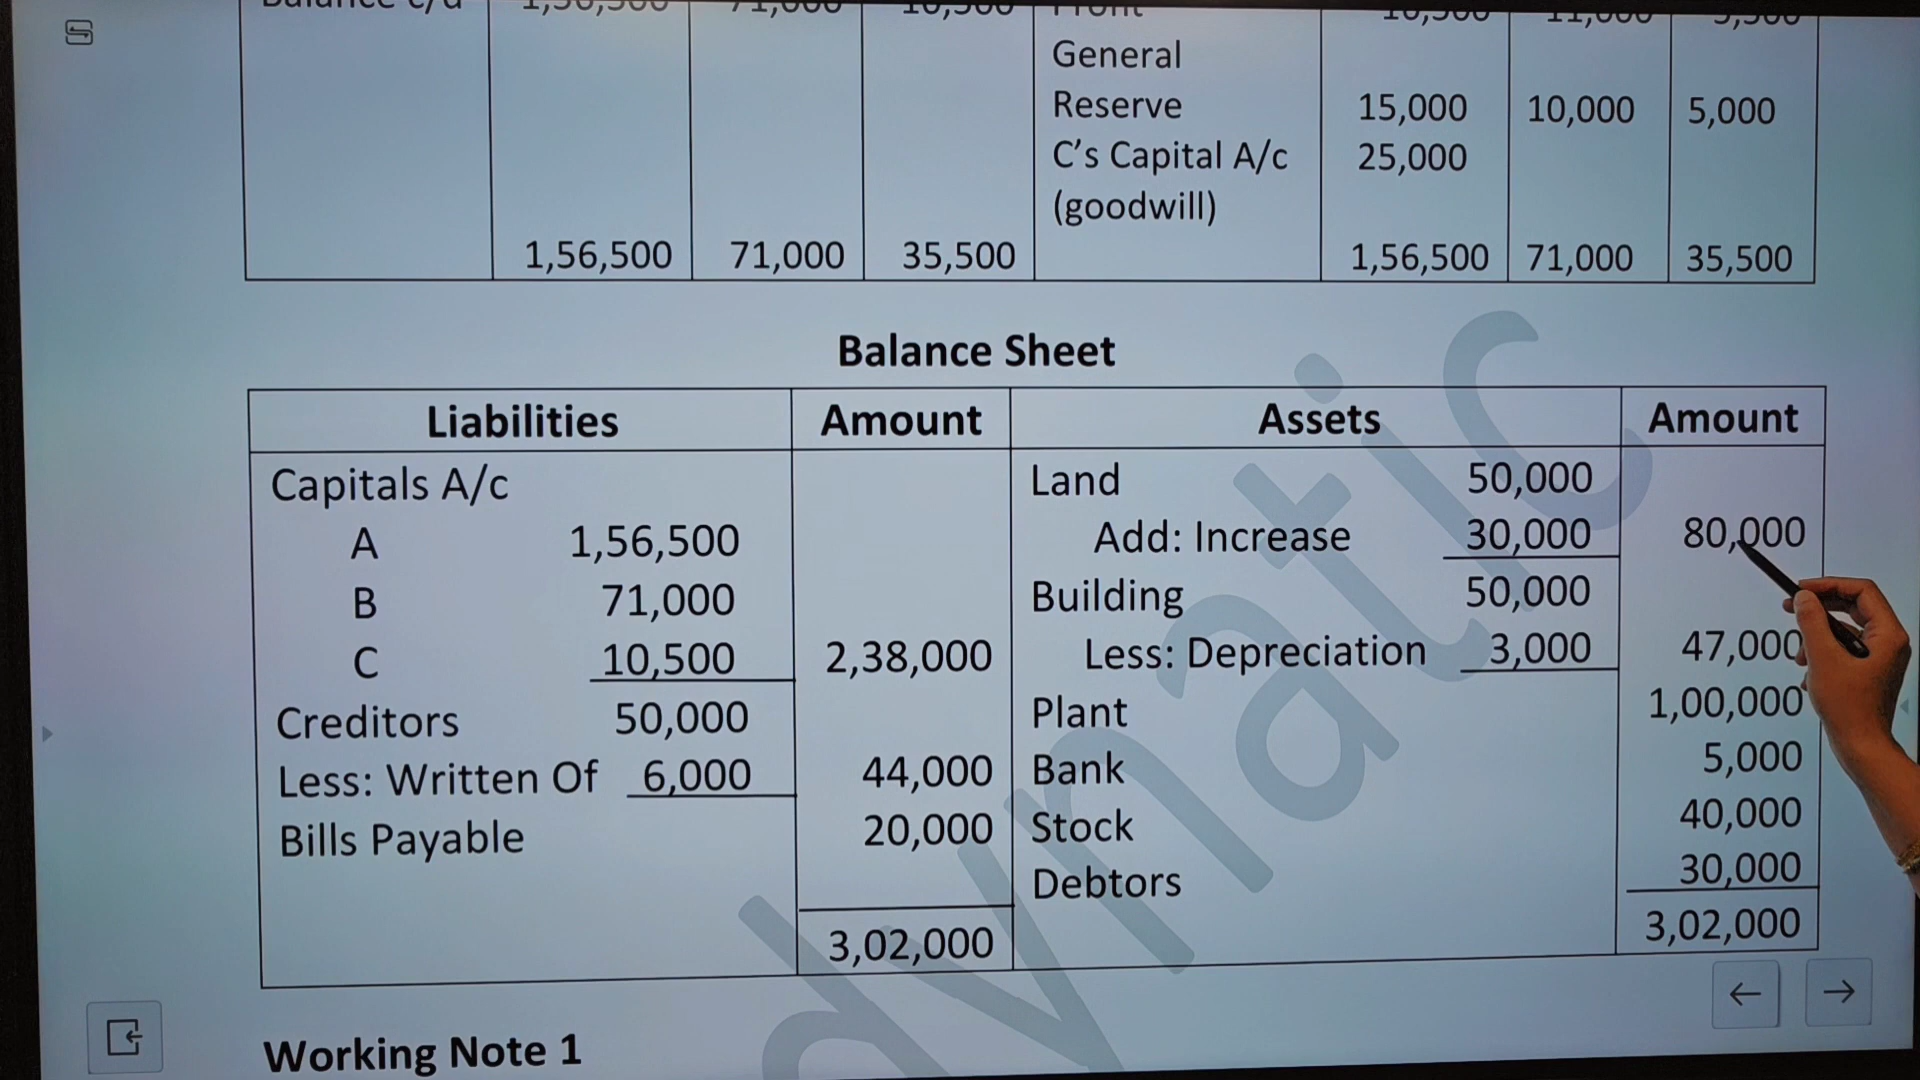 General
Reserve 15,000 10,000 5,000
C's Capital A/c 25,000
(goodwill)
1,56,500 71,000 35,500 1,56,500 71,000 35,500
Balance Sheet
Liabilities Amount Assets Amount
Capitals A/c Land 50,000
A 1,56,500 Add: Increase 30,000 80,000
B 71,000 Building 50,000
C 10,500 2,38,000 Less: Depreciation 3,000 47,000
Creditors 50,000 Plant 1,00,000
Less: Written Of 6,000 44,000 Bank 5,000
Bills Payable 20,000 Stock 40,000
Debtors 30,000
3,02,000 3,02,000
Working Note 1